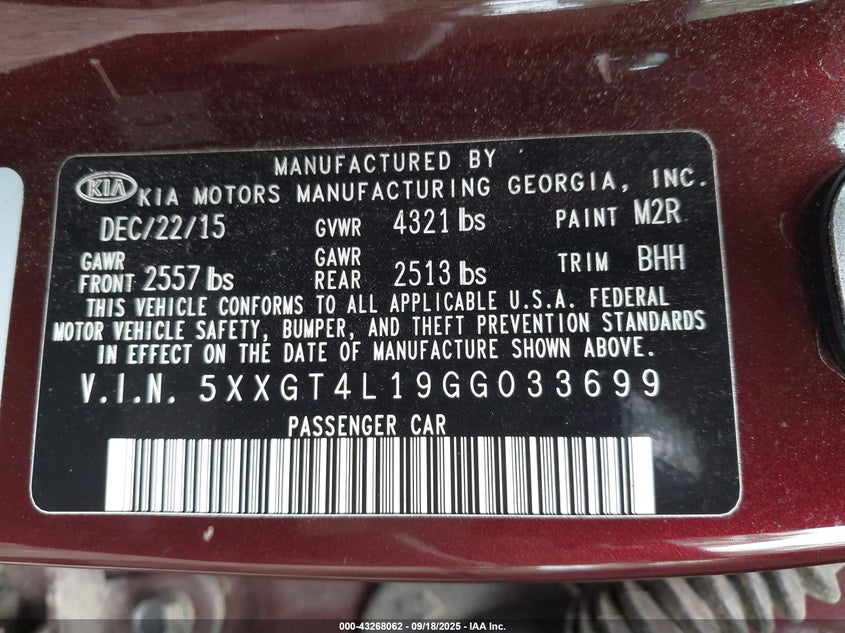 MANUFACTURED BY
KIA KIA MOTORS MANUFACTURING GEORGIA, INC.
DEC/22/15 GVWR 4321 lbs PAINT M2R
GAWR FRONT 2557 lbs GAWR REAR 2513 lbs TRIM BHH
THIS VEHICLE CONFORMS TO ALL APPLICABLE U.S.A. FEDERAL
MOTOR VEHICLE SAFETY, BUMPER, AND THEFT PREVENTION STANDARDS
IN EFFECT ON THE DATE OF MANUFACTURE SHOWN ABOVE.
V.I.N. 5XXGT4L19GG033699
PASSENGER CAR
000-43268062 - 09/18/2025 - IAA Inc.